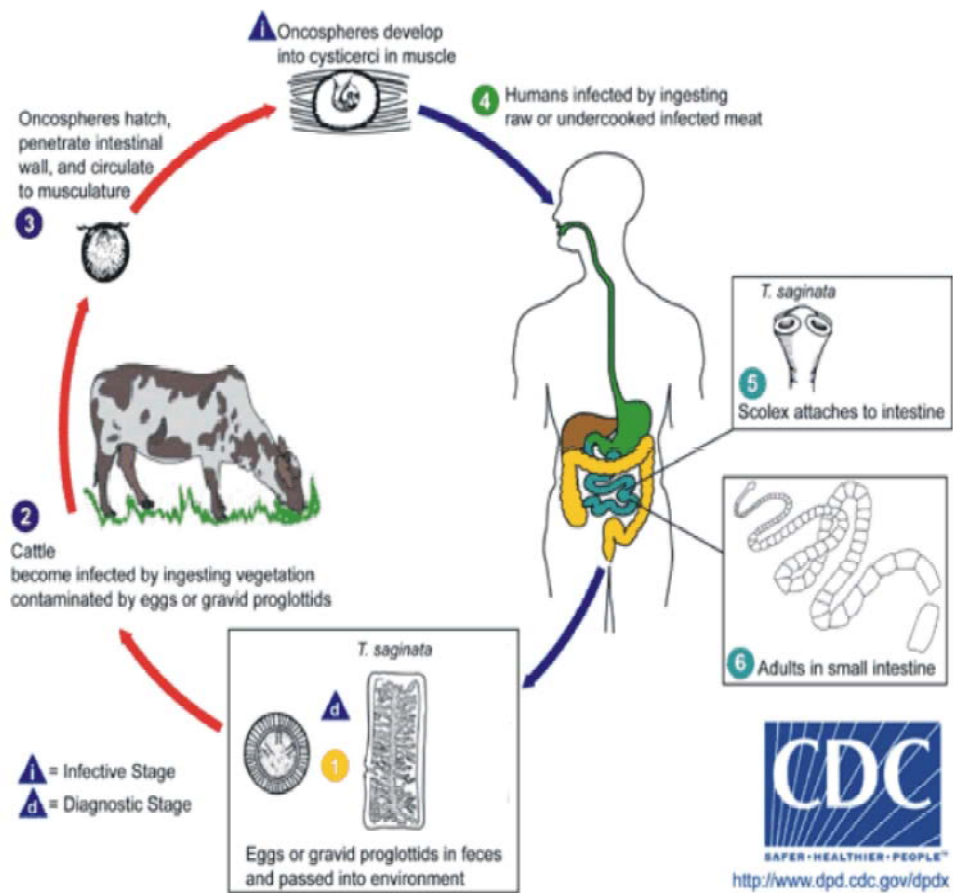 i
Oncospheres develop
into cysticerci in muscle
4
Humans infected by ingesting
raw or undercooked infected meat
Oncospheres hatch,
penetrate intestinal
wall, and circulate
to musculature
3
T. saginata
5
Scolex attaches to intestine
2
Cattle
become infected by ingesting vegetation
contaminated by eggs or gravid proglottids
6 Adults in small intestine
T. saginata
d
1
Eggs or gravid proglottids in feces
and passed into environment
i = Infective Stage
d = Diagnostic Stage
CDC
SAFER•HEALTHIER•PEOPLE™
http://www.dpd.cdc.gov/dpdx